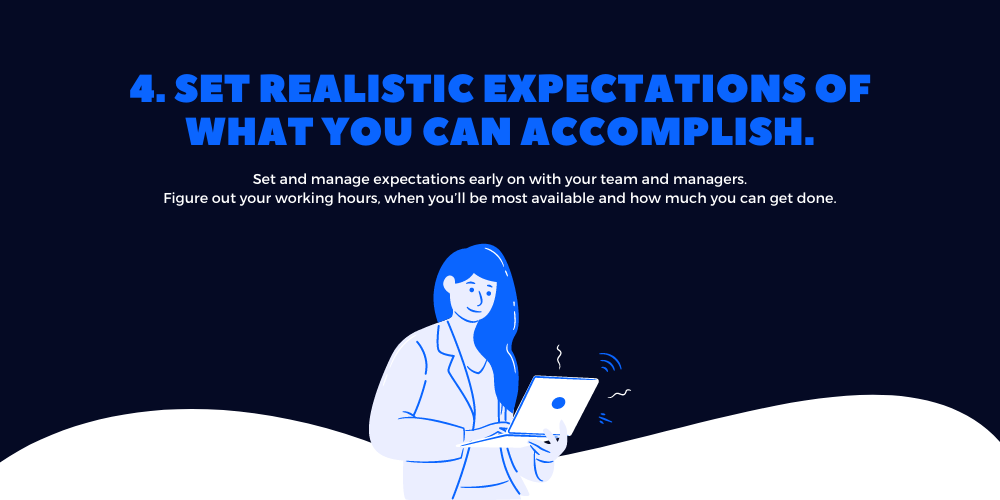 4. SET REALISTIC EXPECTATIONS OF
WHAT YOU CAN ACCOMPLISH.
Set and manage expectations early on with your team and managers.
Figure out your working hours, when you'll be most available and how much you can get done.